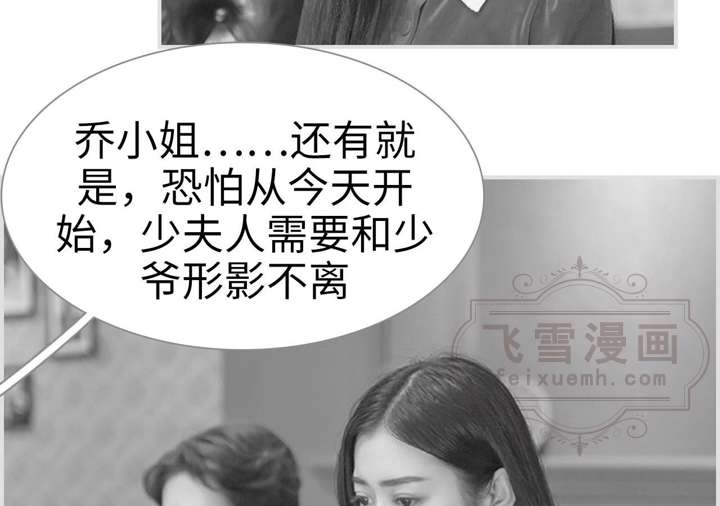 乔小姐……还有就
是，恐怕从今天开
始，少夫人需要和少
爷形影不离
飞雪漫画
feixuemh.com